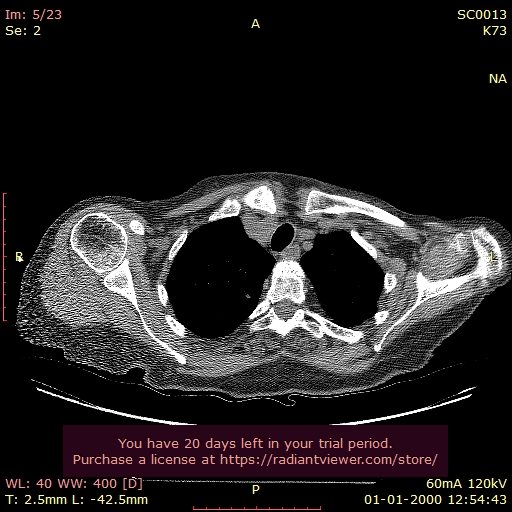 Im: 5/23
Se: 2
A
SC0013
K73
NA
R
L
You have 20 days left in your trial period.
Purchase a license at https://radiantviewer.com/store/
WL: 40 WW: 400 [D]
T: 2.5mm L: -42.5mm
P
60mA 120kV
01-01-2000 12:54:43